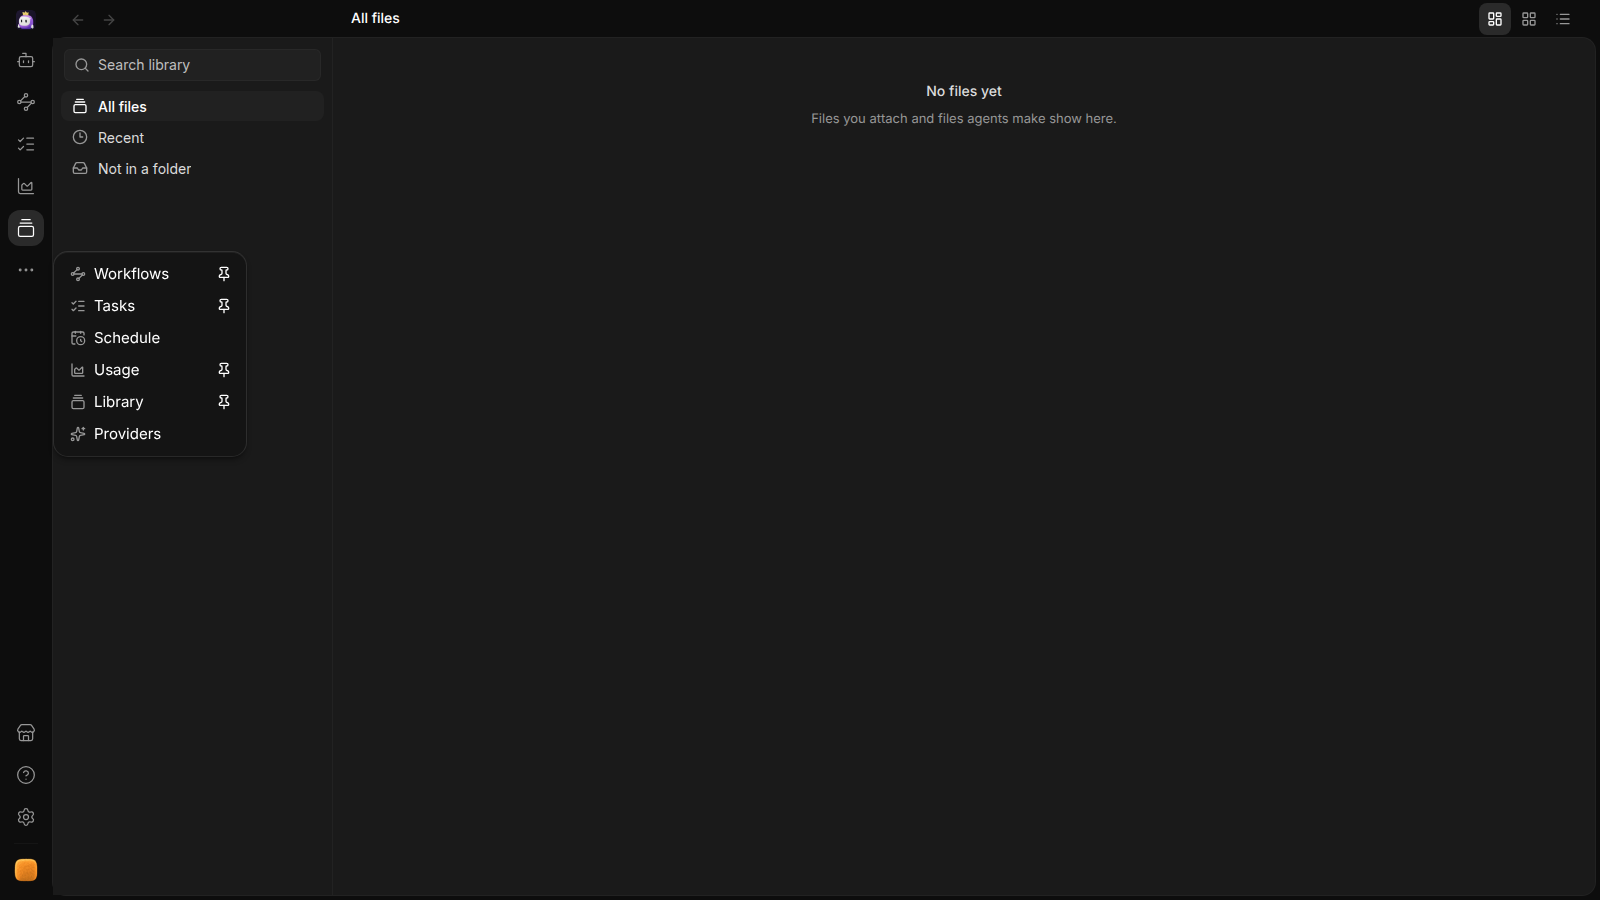 All files
Search library
All files
Recent
Not in a folder
No files yet
Files you attach and files agents make show here.
Workflows
Tasks
Schedule
Usage
Library
Providers